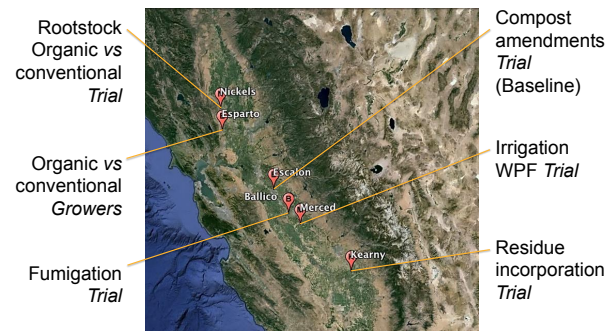 Rootstock
Organic vs
conventional
Trial
Organic vs
conventional
Growers
Fumigation
Trial
Nickels
Esparto
Escalon
Ballico
B
Merced
Kearny
Compost
amendments
Trial
(Baseline)
Irrigation
WPF Trial
Residue
incorporation
Trial